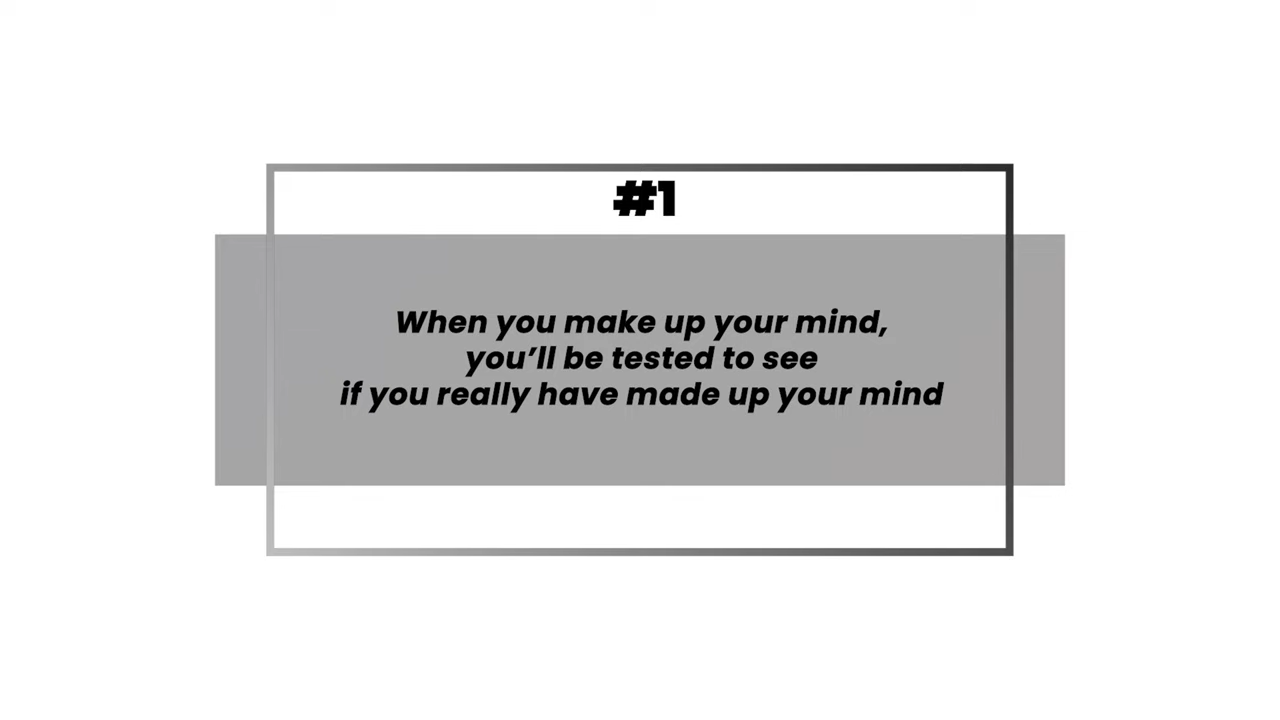 #1
When you make up your mind,
you’ll be tested to see
if you really have made up your mind